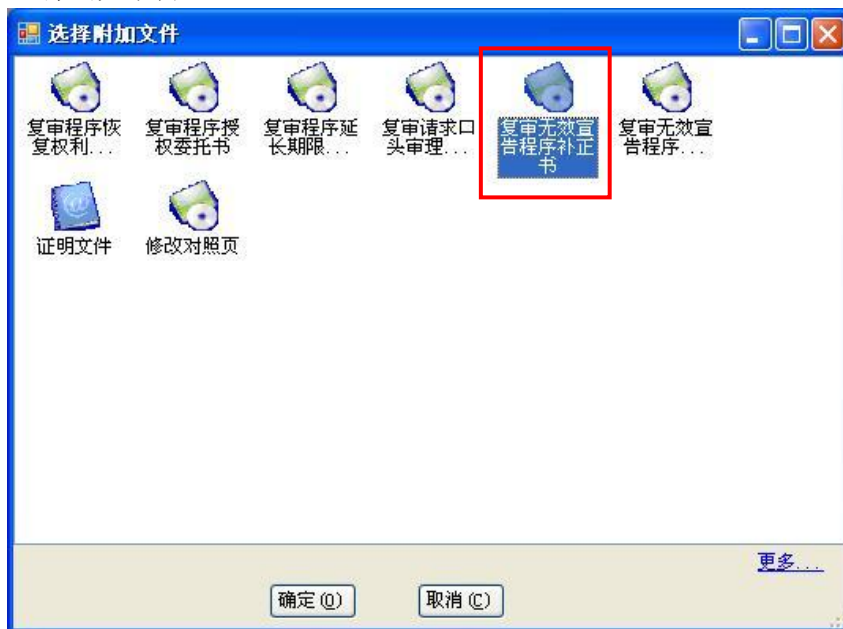 选择附加文件
复审程序恢
复权利...
复审程序授
权委托书
复审程序延
长期限...
复审请求口
头审理...
复审无效宣
告程序补正
书
复审无效宣
告程序...
证明文件
修改对照页
更多...
确定(O)
取消(C)